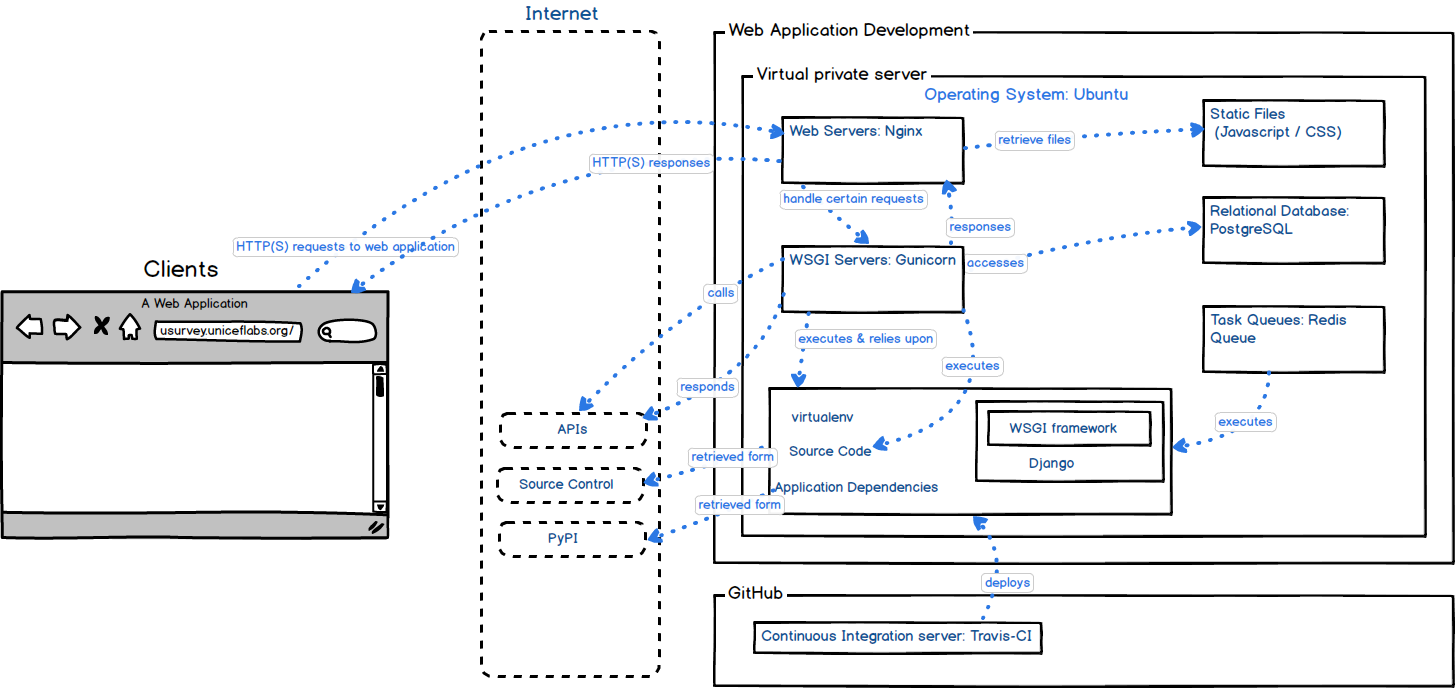 Internet
Web Application Development
Virtual private server
Operating System: Ubuntu
Web Servers: Nginx
Static Files
(Javascript / CSS)
retrieve files
HTTP(S) responses
handle certain requests
Relational Database:
PostgreSQL
responses
HTTP(S) requests to web application
WSGI Servers: Gunicorn
accesses
Clients
calls
A Web Application
usurvey.uniceflabs.org/
Task Queues: Redis
Queue
executes & relies upon
executes
responds
virtualenv
WSGI framework
executes
APIs
Source Code
retrieved form
Django
Source Control
Application Dependencies
retrieved form
PyPI
deploys
GitHub
Continuous Integration server: Travis-CI